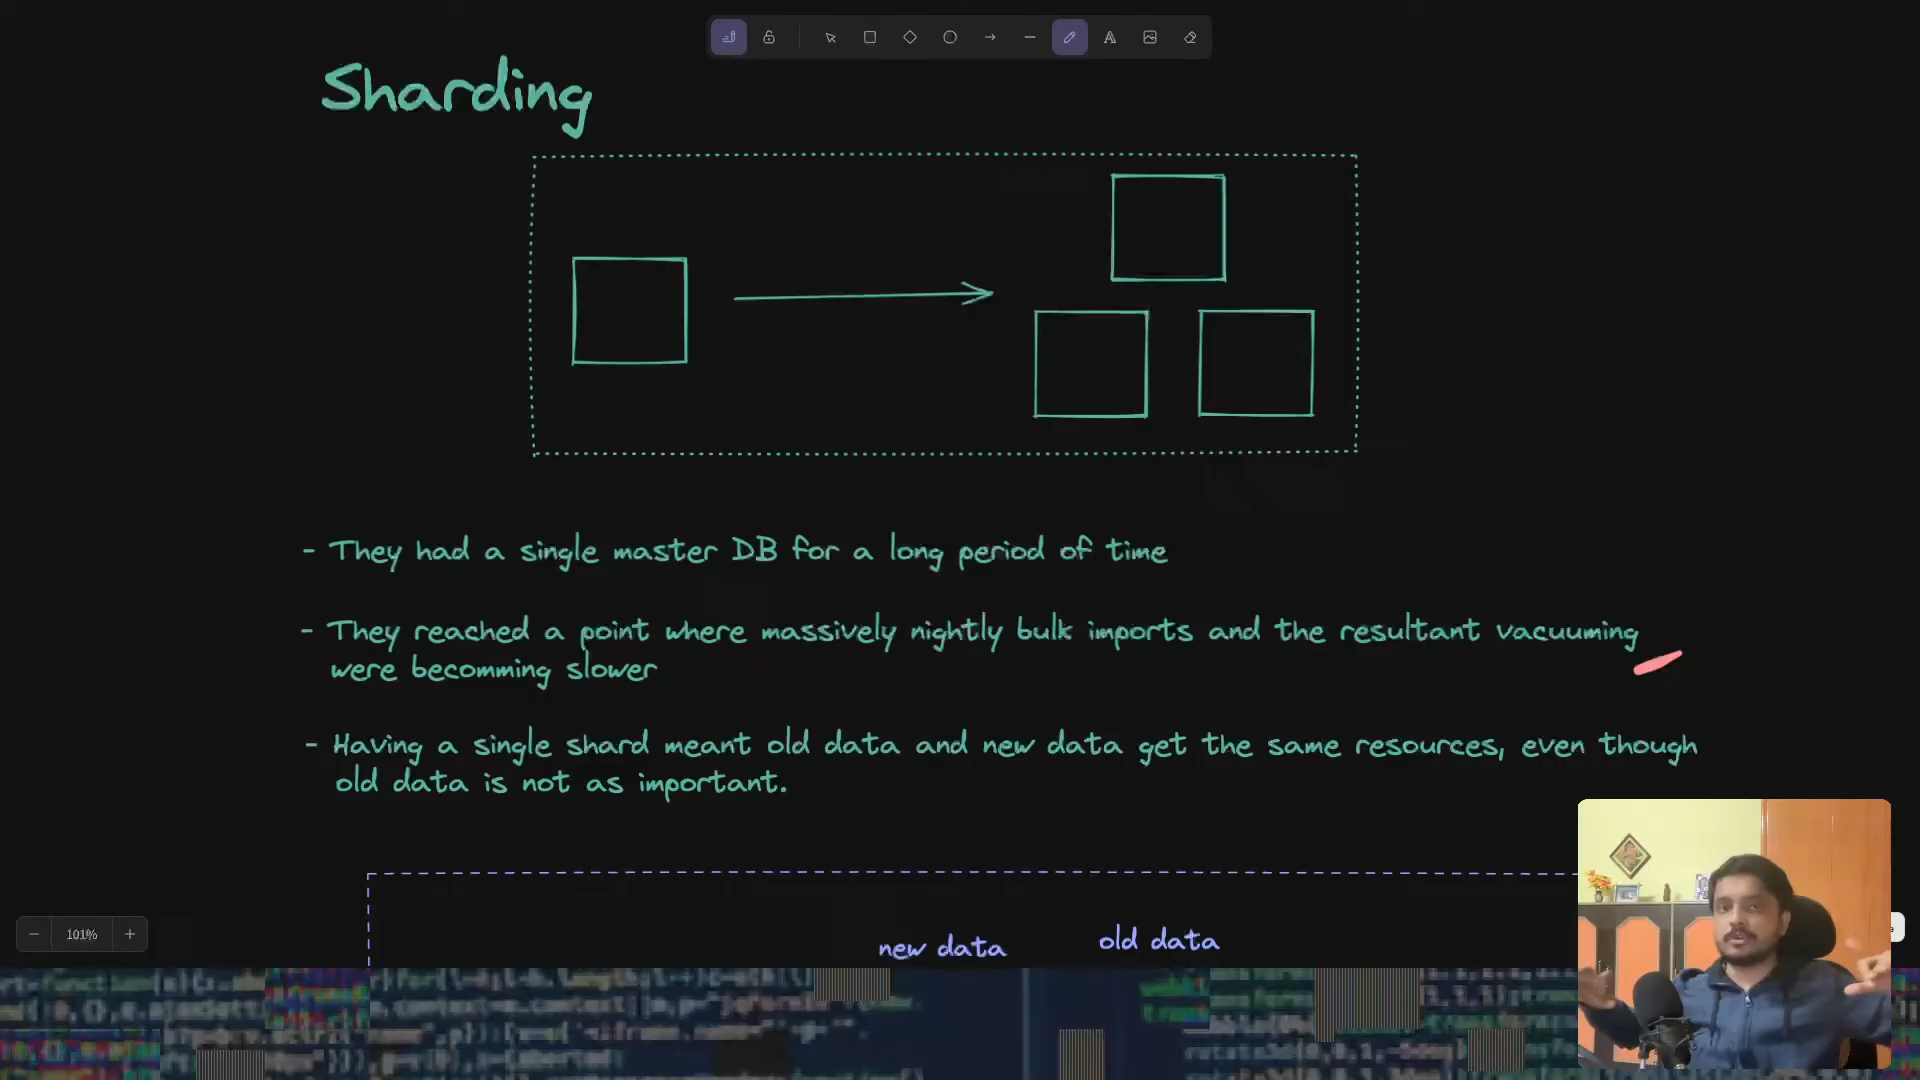 Sharding
- They had a single master DB for a long period of time
- They reached a point where massively nightly bulk imports and the resultant vacuuming
were becomming slower
- Having a single shard meant old data and new data get the same resources, even though
old data is not as important.
101%
new data
old data